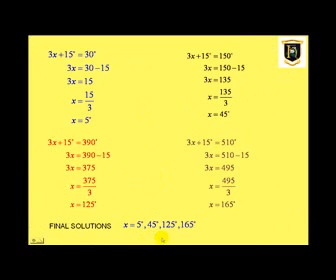 3x+15°=30°
3x=30–15
3x=15
x=15/3
x=5°
3x+15°=150°
3x=150–15
3x=135
x=135/3
x=45°
3x+15°=390°
3x=390–15
3x=375
x=375/3
x=125°
3x+15°=510°
3x=510–15
3x=495
x=495/3
x=165°
FINAL SOLUTIONS x=5°,45°,125°,165°